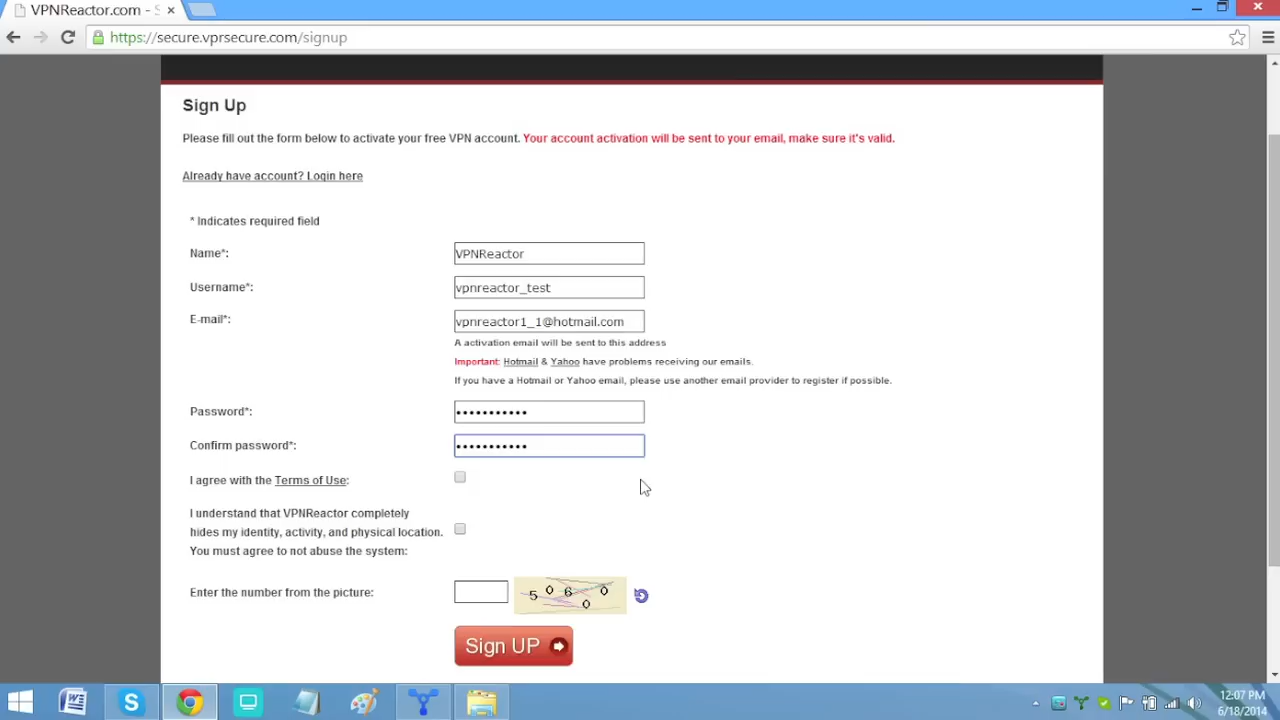 VPNReactor.com - S
https://secure.vprsecure.com/signup
Sign Up
Please fill out the form below to activate your free VPN account. Your account activation will be sent to your email, make sure it's valid.
Already have account? Login here
* Indicates required field
Name*: VPNReactor
Username*: vpnreactor_test
E-mail*: vpnreactor1_1@hotmail.com
A activation email will be sent to this address
Important: Hotmail & Yahoo have problems receiving our emails.
If you have a Hotmail or Yahoo email, please use another email provider to register if possible.
Password*: •••••••••••
Confirm password*: •••••••••••
I agree with the Terms of Use:
I understand that VPNReactor completely
hides my identity, activity, and physical location.
You must agree to not abuse the system:
Enter the number from the picture: 5 0 6 0 0
Sign UP
12:07 PM
6/18/2014